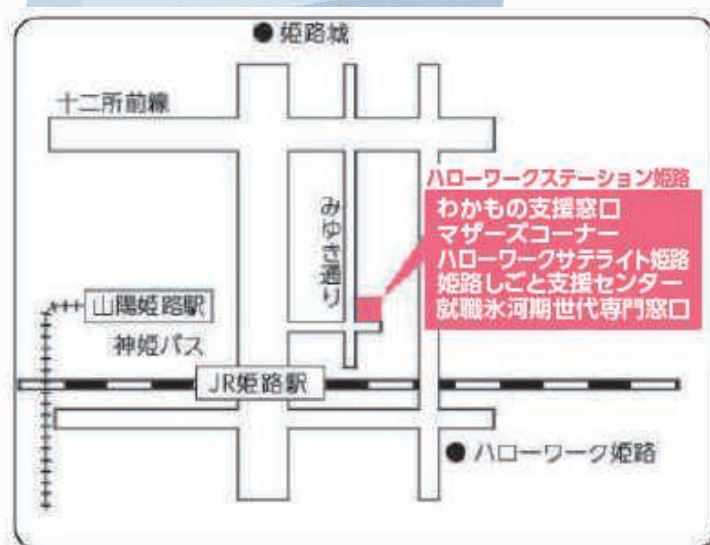 姫路城
十二所前線
ハローワークステーション姫路
わかもの支援窓口
マザーズコーナー
ハローワークサテライト姫路
姫路しごと支援センター
就職氷河期世代専門窓口
みゆき通り
山陽姫路駅
神姫バス
JR姫路駅
ハローワーク姫路